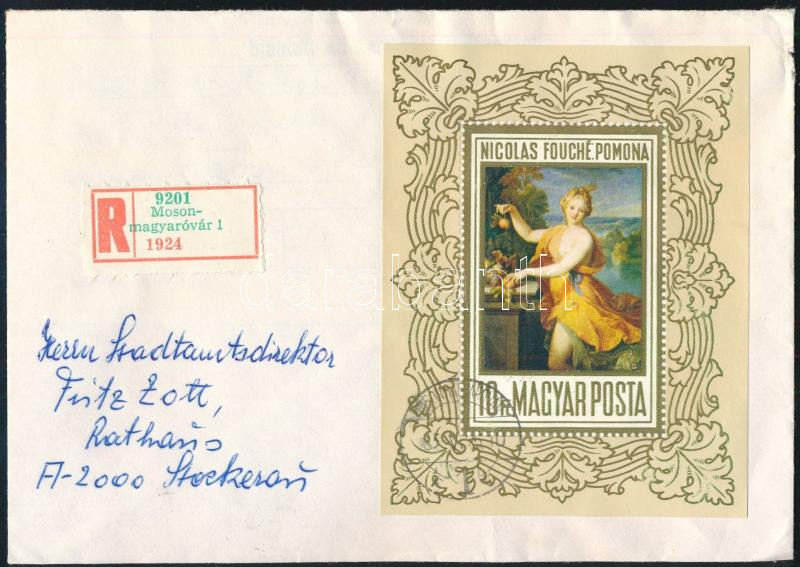 NICOLAS FOUCHÉ: POMONA
9201
Moson-
magyaróvár 1
R
1924
darabanth
Herrn Stadtamtsdirektor
Fritz Zott,
Rathaus
A-2000 Stockerau
10 Ft MAGYAR POSTA